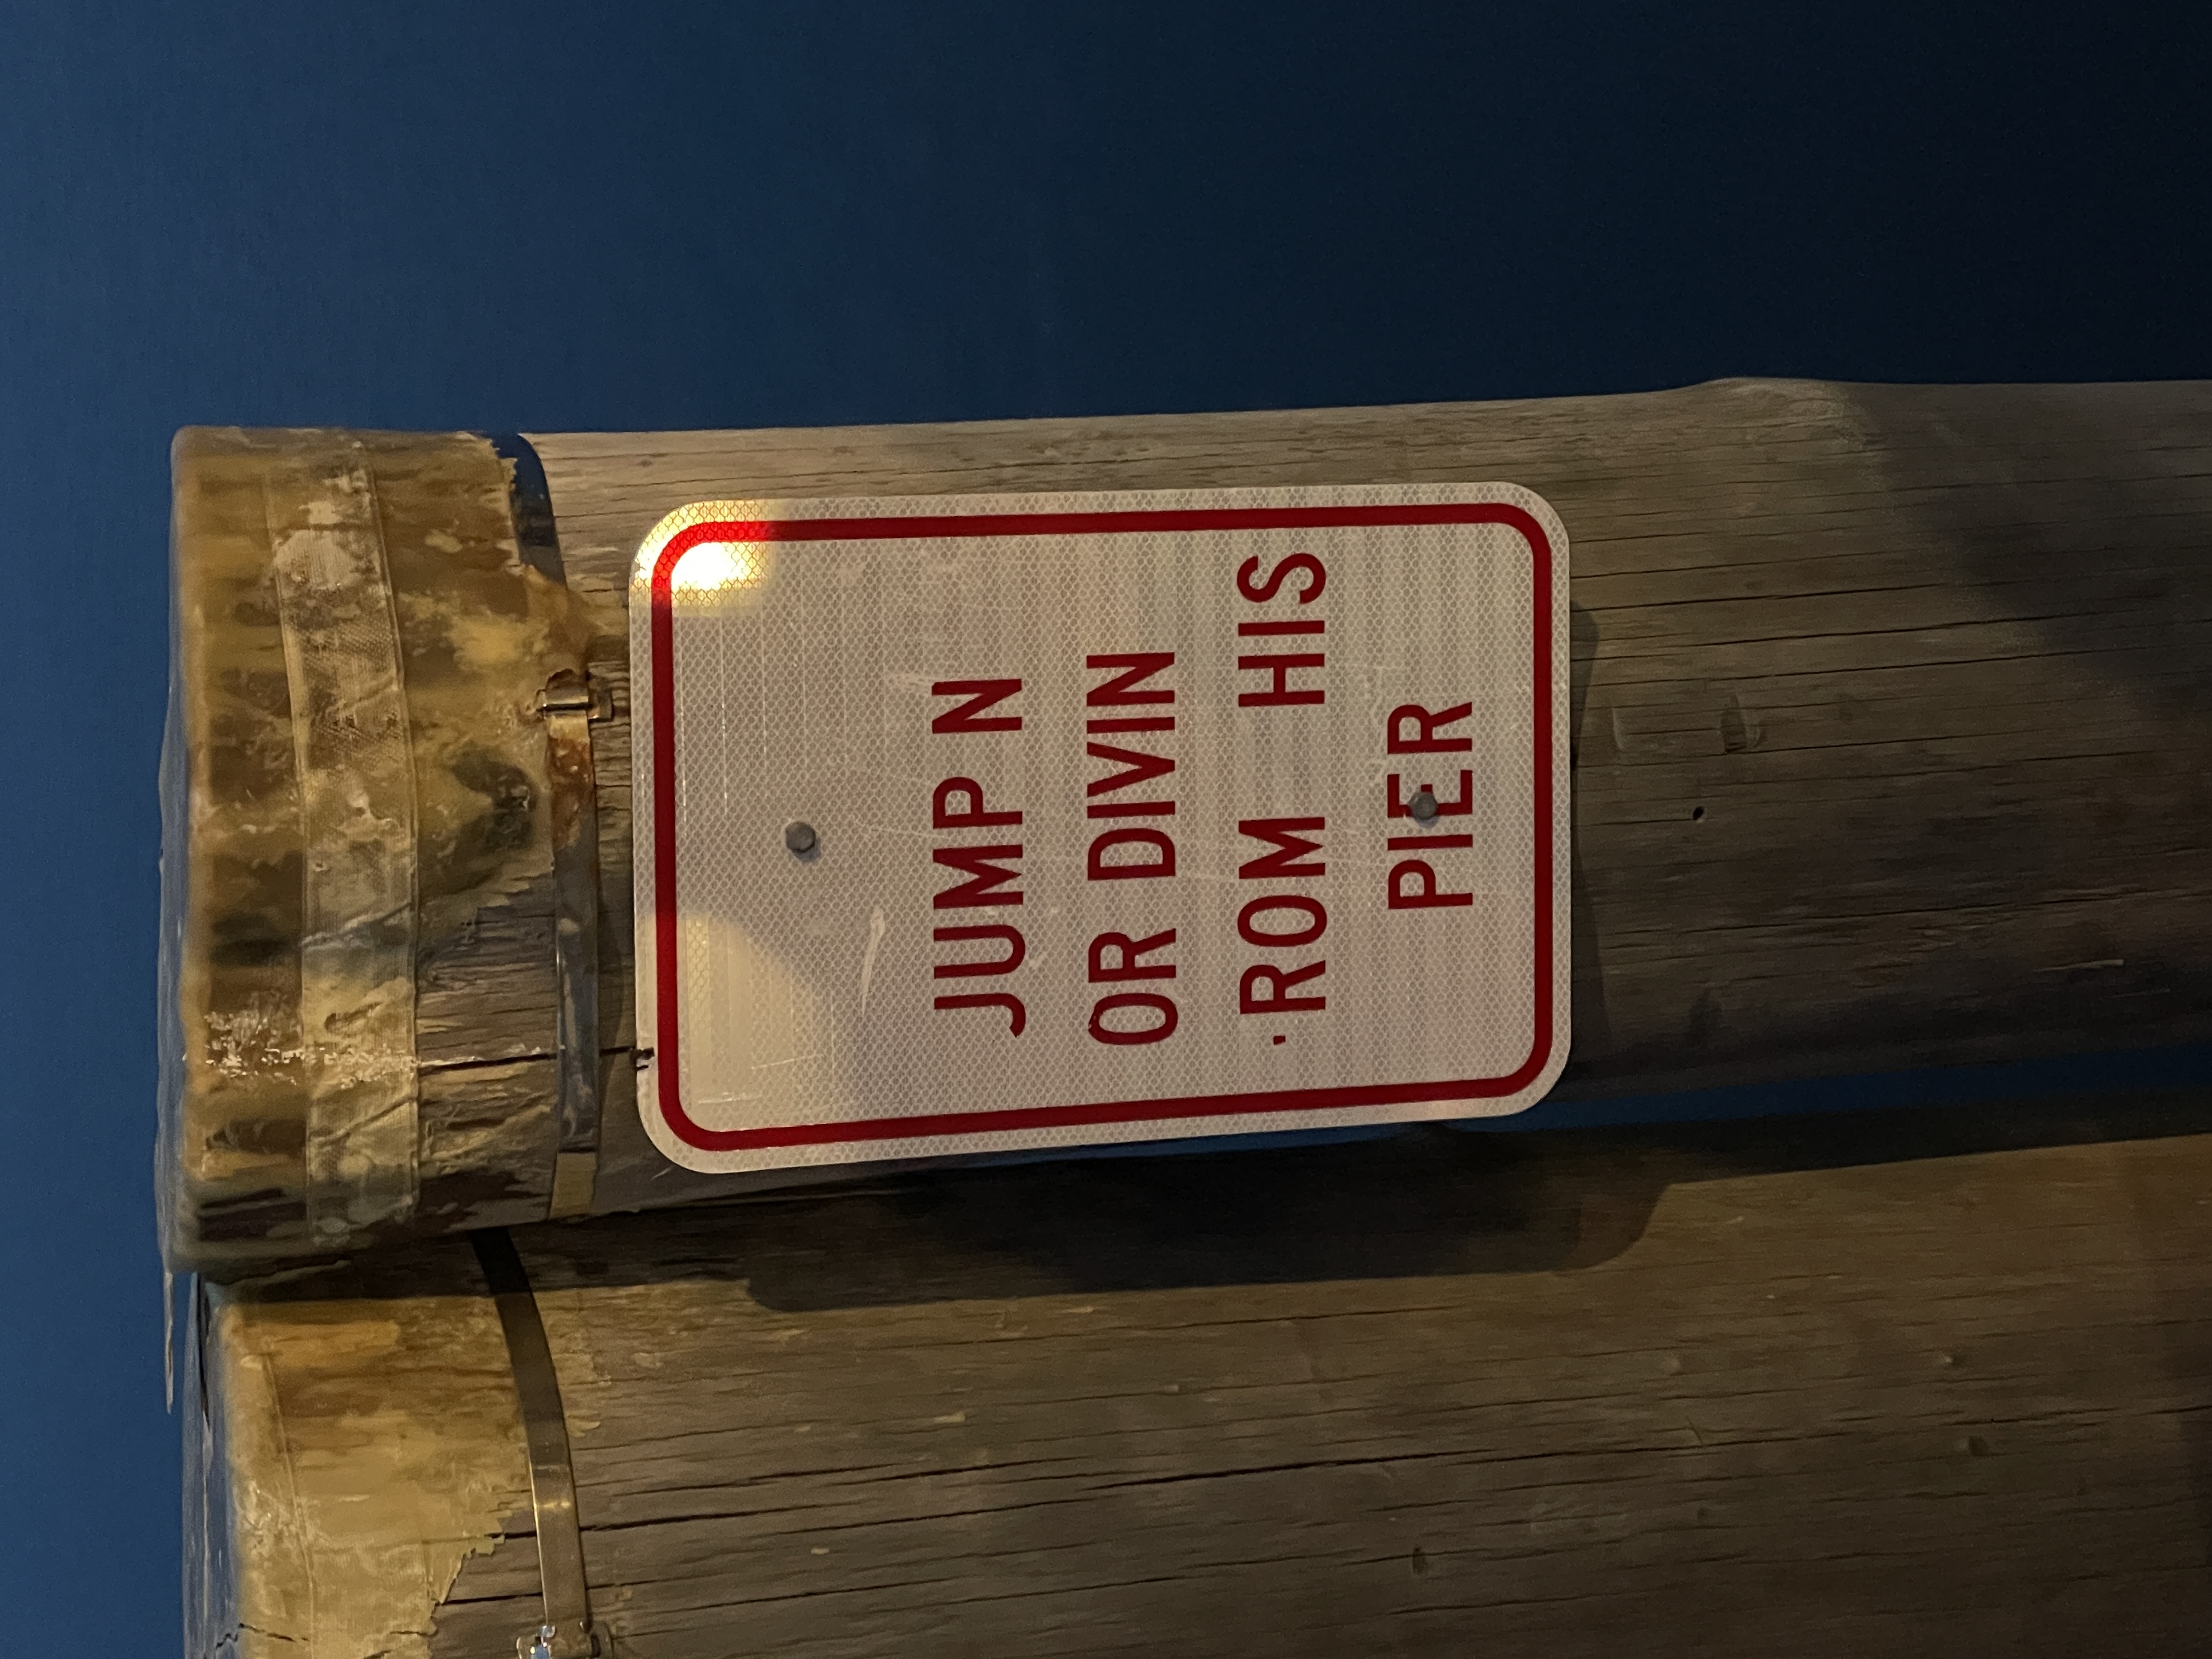 JUMP N
OR DIVIN
ROM HIS
PIER